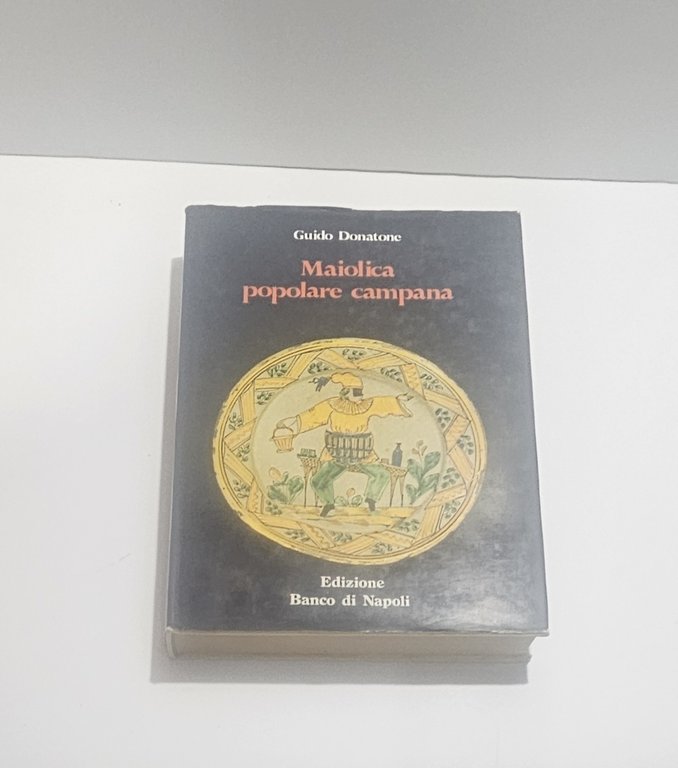 Guido Donatone
Maiolica
popolare campana
Edizione
Banco di Napoli